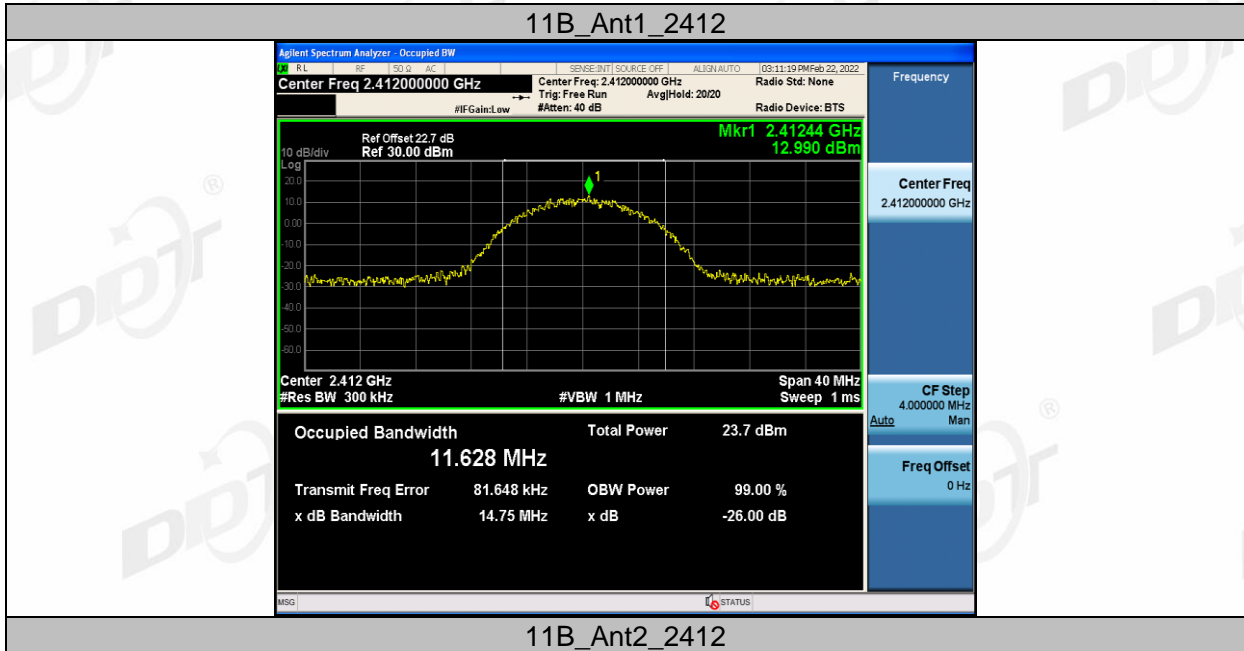 11B_Ant1_2412
Agilent Spectrum Analyzer - Occupied BW
RL RF 50 Ω AC SENSE:INT SOURCE OFF ALIGN AUTO 03:11:19 PM Feb 22, 2022
Center Freq 2.412000000 GHz
Center Freq: 2.412000000 GHz
Radio Std: None
Trig: Free Run Avg|Hold: 20/20
#IFGain:Low
#Atten: 40 dB
Radio Device: BTS
Frequency
Mkr1 2.41244 GHz
12.990 dBm
Ref Offset 22.7 dB
10 dB/div Ref 30.00 dBm
Log
20.0
10.0
0.00
-10.0
-20.0
-30.0
-40.0
-50.0
-60.0
1
Center 2.412 GHz
Span 40 MHz
#Res BW 300 kHz
#VBW 1 MHz
Sweep 1 ms
Center Freq
2.412000000 GHz
CF Step
4.000000 MHz
Auto Man
Freq Offset
0 Hz
Occupied Bandwidth
11.628 MHz
Total Power 23.7 dBm
Transmit Freq Error 81.648 kHz
OBW Power 99.00 %
x dB Bandwidth 14.75 MHz
x dB -26.00 dB
MSG
STATUS
11B_Ant2_2412
DDT
®